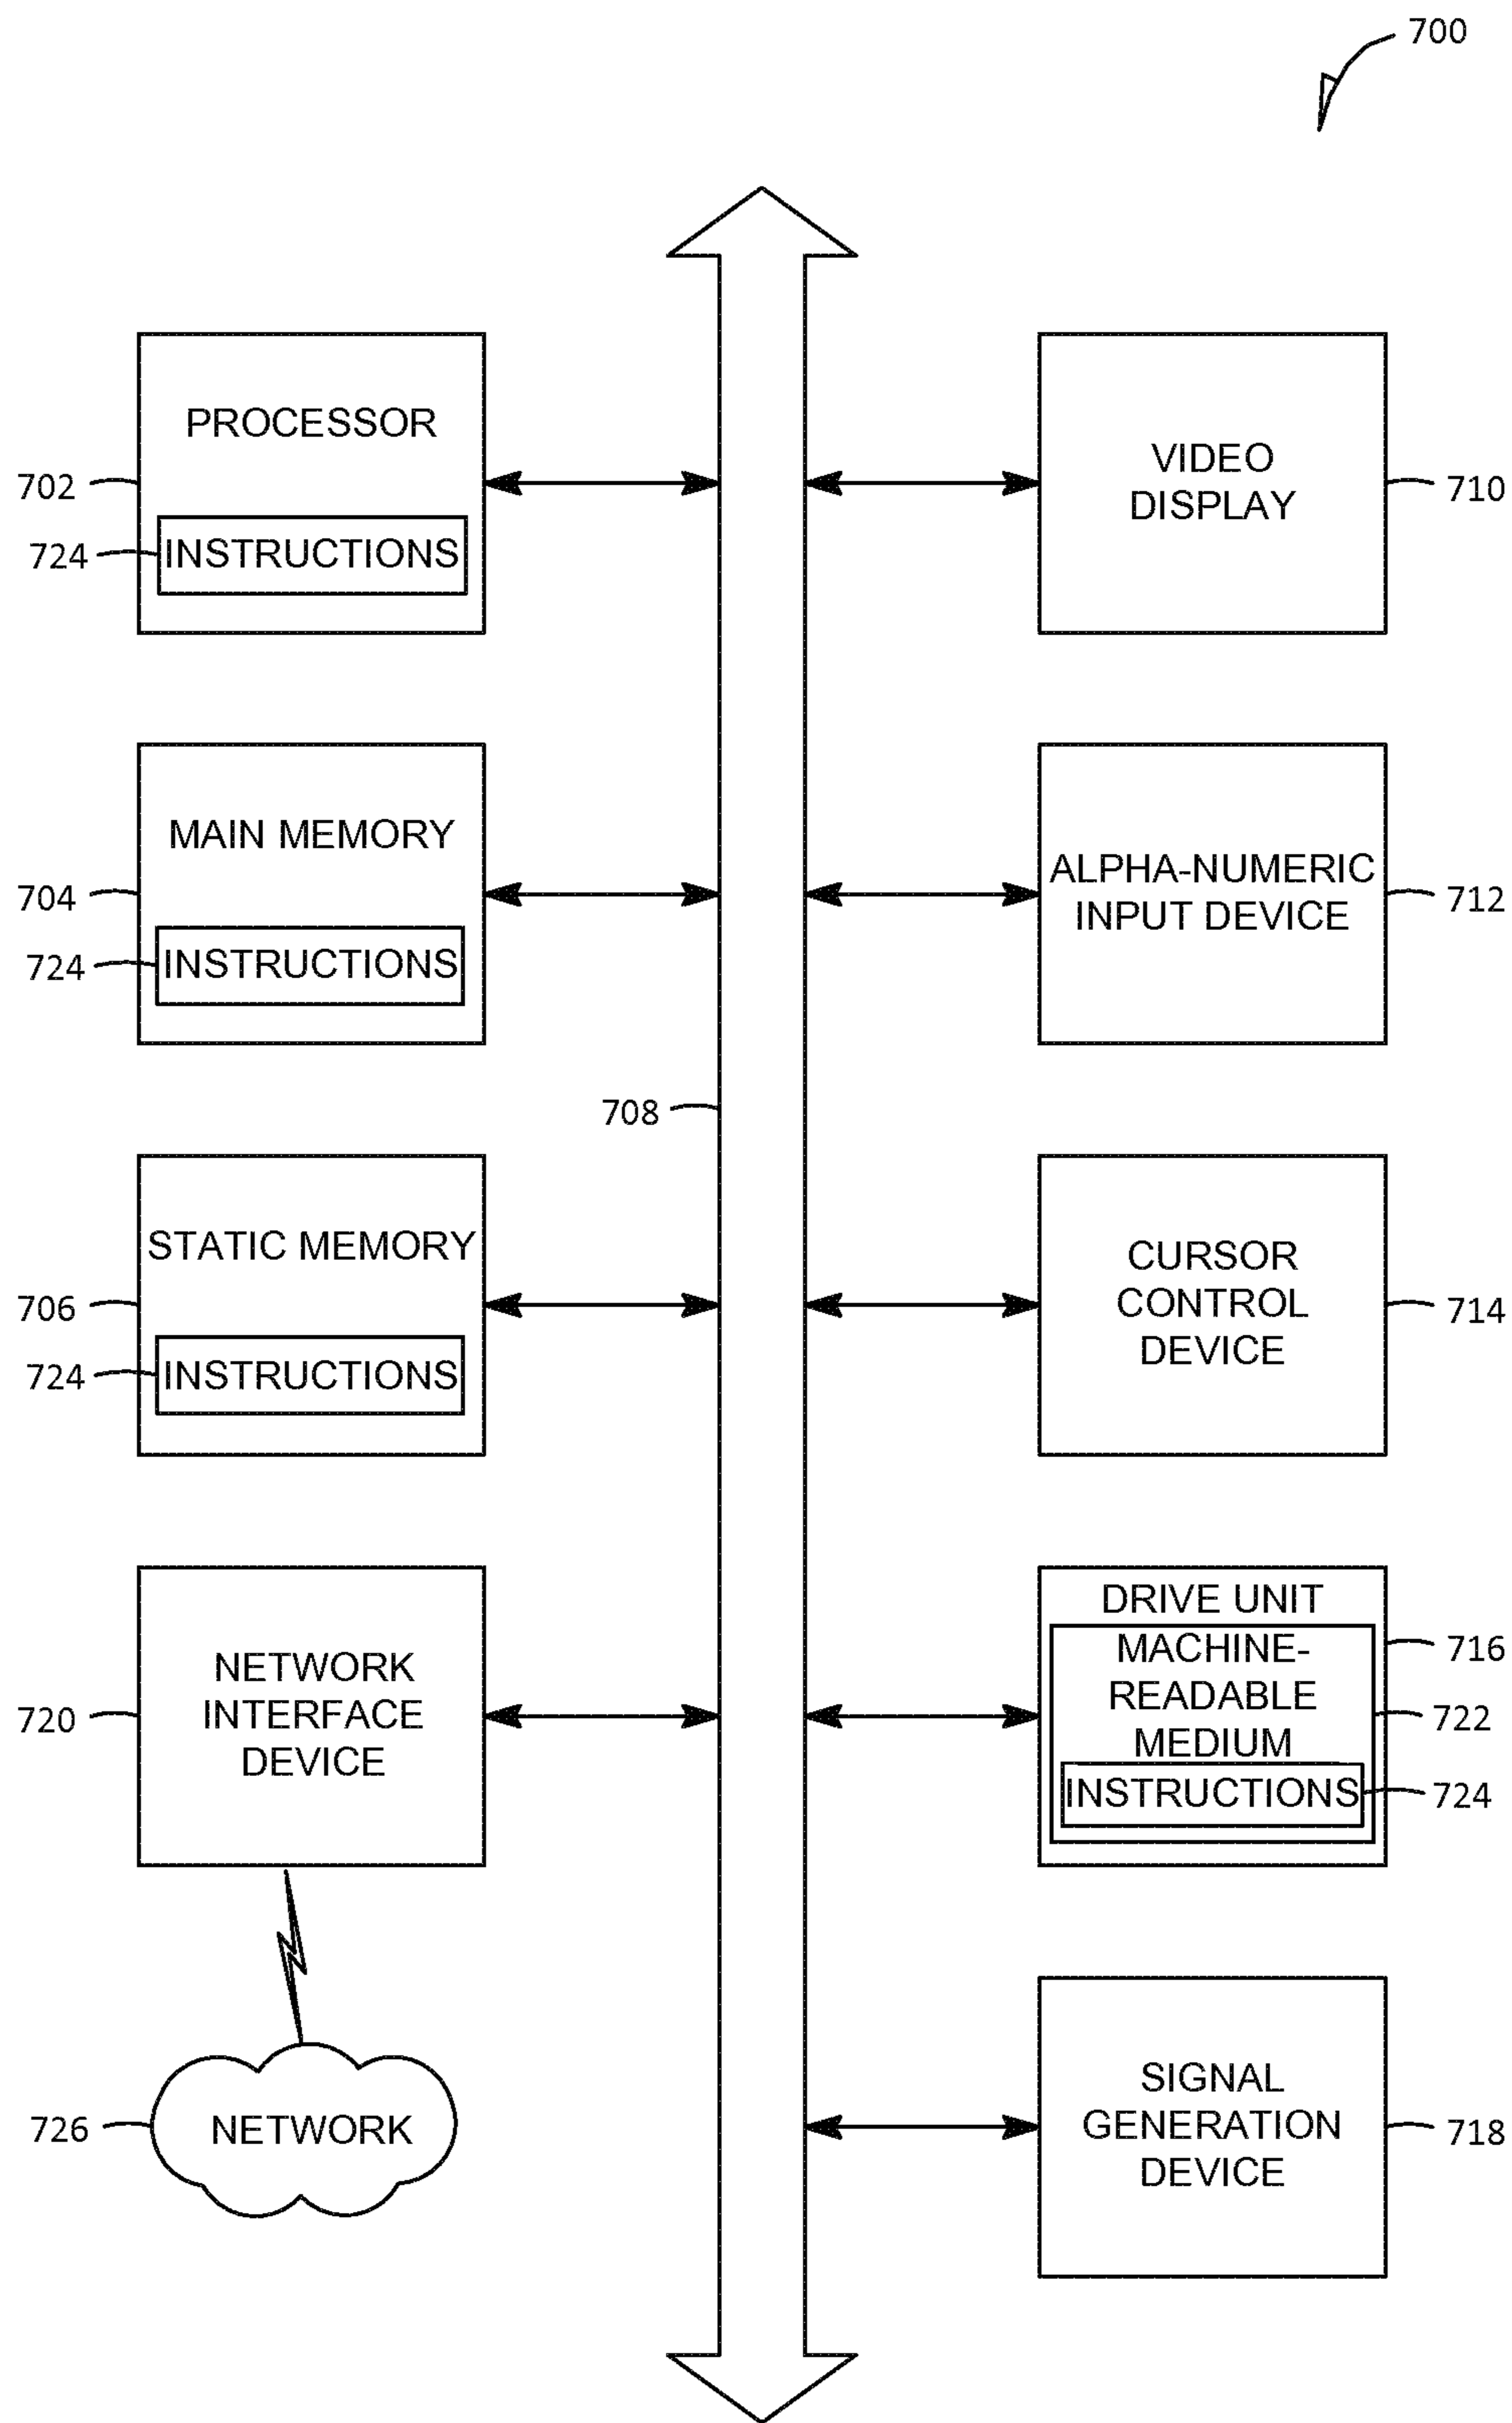 700
PROCESSOR
702
724
INSTRUCTIONS
VIDEO
DISPLAY
710
MAIN MEMORY
704
724
INSTRUCTIONS
ALPHA-NUMERIC
INPUT DEVICE
712
708
STATIC MEMORY
706
724
INSTRUCTIONS
CURSOR
CONTROL
DEVICE
714
NETWORK
INTERFACE
DEVICE
720
DRIVE UNIT
716
MACHINE-
READABLE
MEDIUM
722
INSTRUCTIONS
724
NETWORK
726
SIGNAL
GENERATION
DEVICE
718